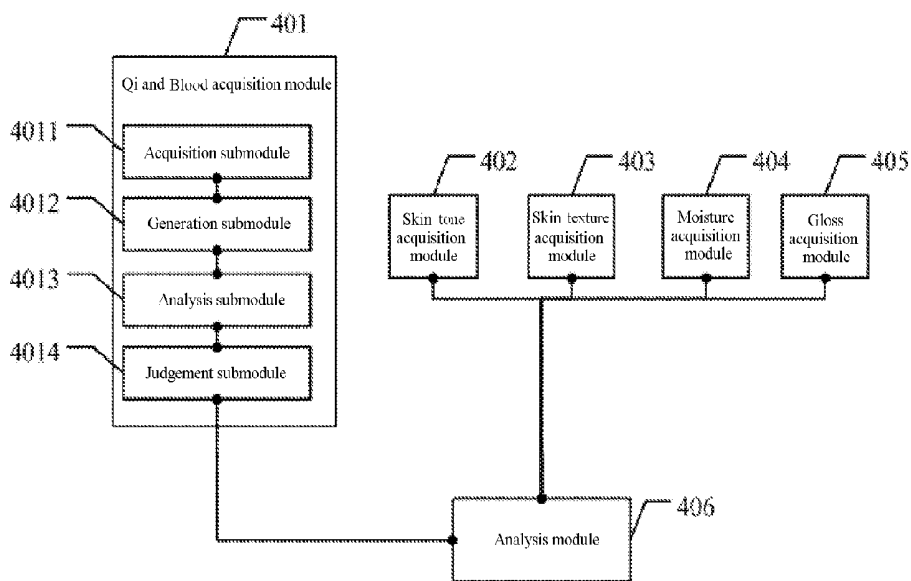 401
Qi and Blood acquisition module
4011
Acquisition submodule
4012
Generation submodule
4013
Analysis submodule
4014
Judgement submodule
402
Skin tone
acquisition
module
403
Skin texture
acquisition
module
404
Moisture
acquisition
module
405
Gloss
acquisition
module
406
Analysis module